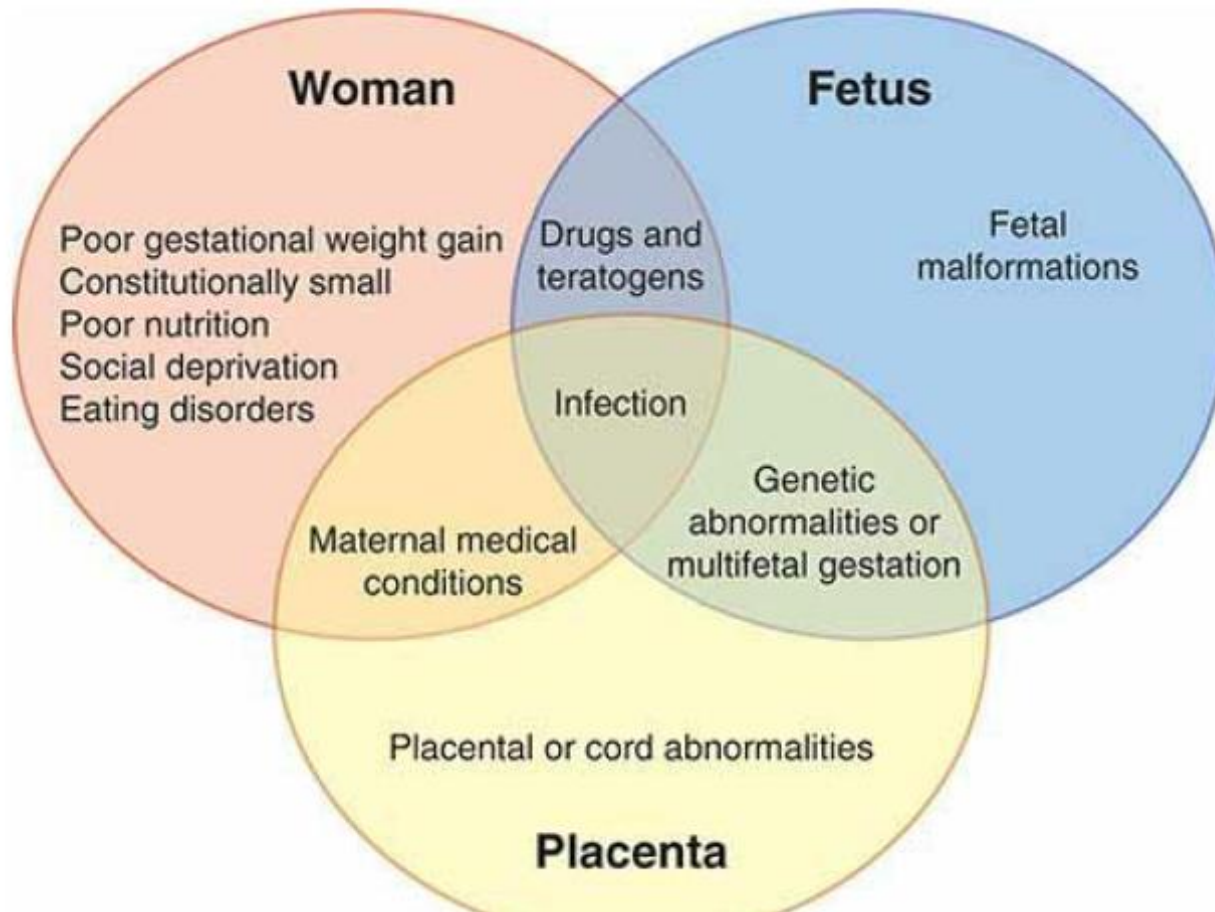 Woman
Fetus
Poor gestational weight gain
Constitutionally small
Poor nutrition
Social deprivation
Eating disorders
Drugs and
teratogens
Fetal
malformations
Infection
Maternal medical
conditions
Genetic
abnormalities or
multifetal gestation
Placental or cord abnormalities
Placenta